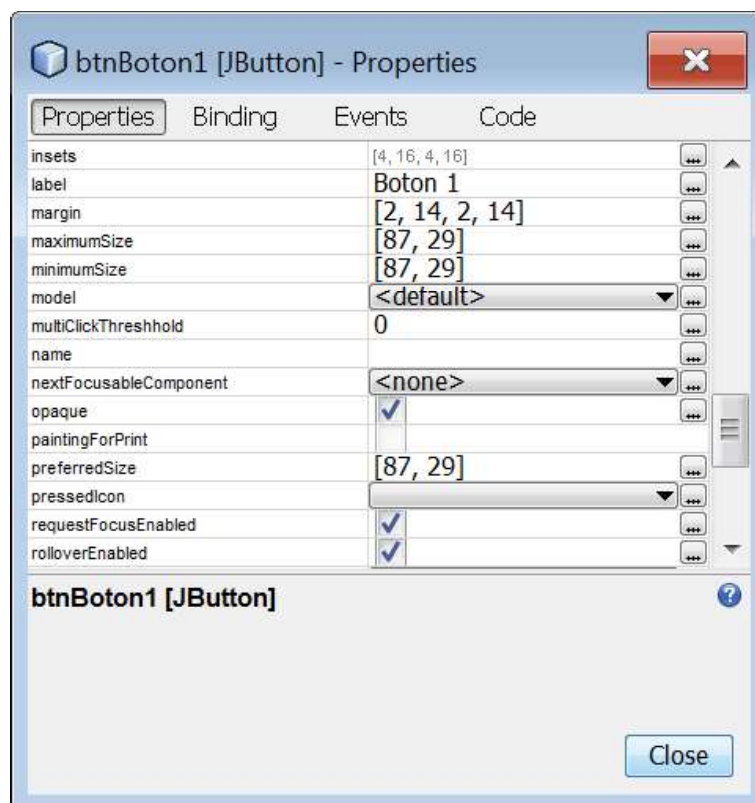 btnBoton1 [JButton] - Properties
Properties Binding Events Code
insets [4, 16, 4, 16] ...
label Boton 1 ...
margin [2, 14, 2, 14] ...
maximumSize [87, 29] ...
minimumSize [87, 29] ...
model <default> ...
multiClickThreshhold 0 ...
name ...
nextFocusableComponent <none> ...
opaque ...
paintingForPrint
preferredSize [87, 29] ...
pressedIcon ...
requestFocusEnabled ...
rolloverEnabled ...
btnBoton1 [JButton] ?
Close